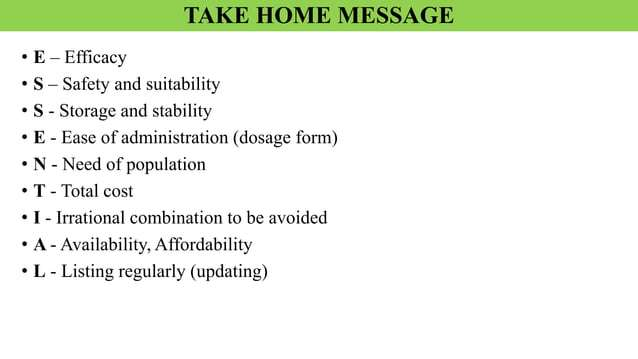 TAKE HOME MESSAGE
• E – Efficacy
• S – Safety and suitability
• S - Storage and stability
• E - Ease of administration (dosage form)
• N - Need of population
• T - Total cost
• I - Irrational combination to be avoided
• A - Availability, Affordability
• L - Listing regularly (updating)